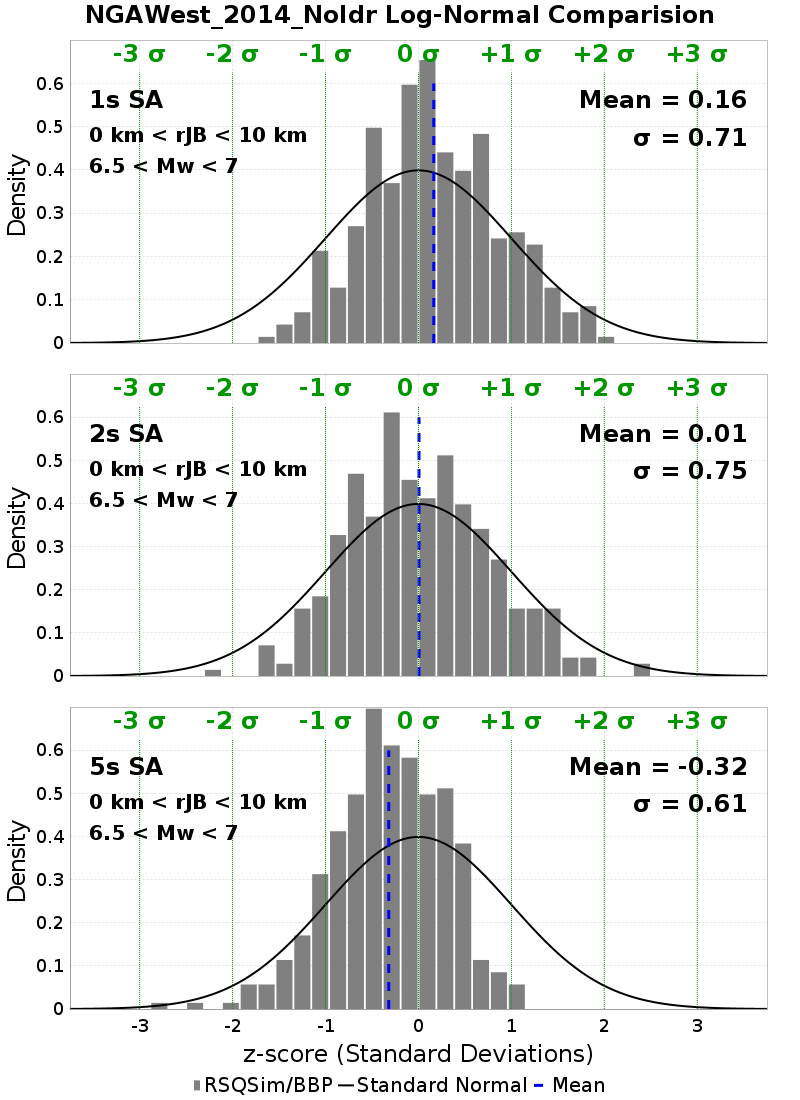 NGAWest_2014_NoIdr Log-Normal Comparision
-3 σ -2 σ -1 σ 0 σ +1 σ +2 σ +3 σ
1s SA Mean = 0.16
0 km < rJB < 10 km σ = 0.71
6.5 < Mw < 7
Density
0.6
0.5
0.4
0.3
0.2
0.1
0
-3 σ -2 σ -1 σ 0 σ +1 σ +2 σ +3 σ
2s SA Mean = 0.01
0 km < rJB < 10 km σ = 0.75
6.5 < Mw < 7
Density
0.6
0.5
0.4
0.3
0.2
0.1
0
-3 σ -2 σ -1 σ 0 σ +1 σ +2 σ +3 σ
5s SA Mean = -0.32
0 km < rJB < 10 km σ = 0.61
6.5 < Mw < 7
Density
0.6
0.5
0.4
0.3
0.2
0.1
0
-3 -2 -1 0 1 2 3
z-score (Standard Deviations)
RSQSim/BBP Standard Normal Mean